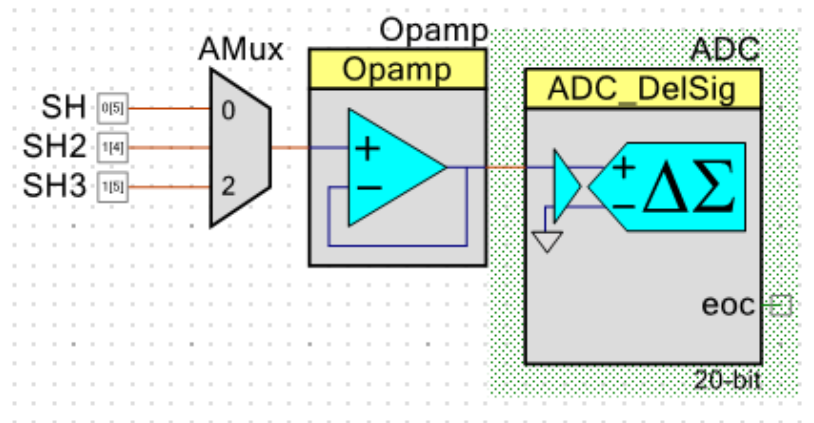 AMux
Opamp
ADC
SH 0[5] 0
SH2 1[4]
SH3 1[5] 2
Opamp
+
−
ADC_DelSig
+
−
ΔΣ
eoc
20-bit